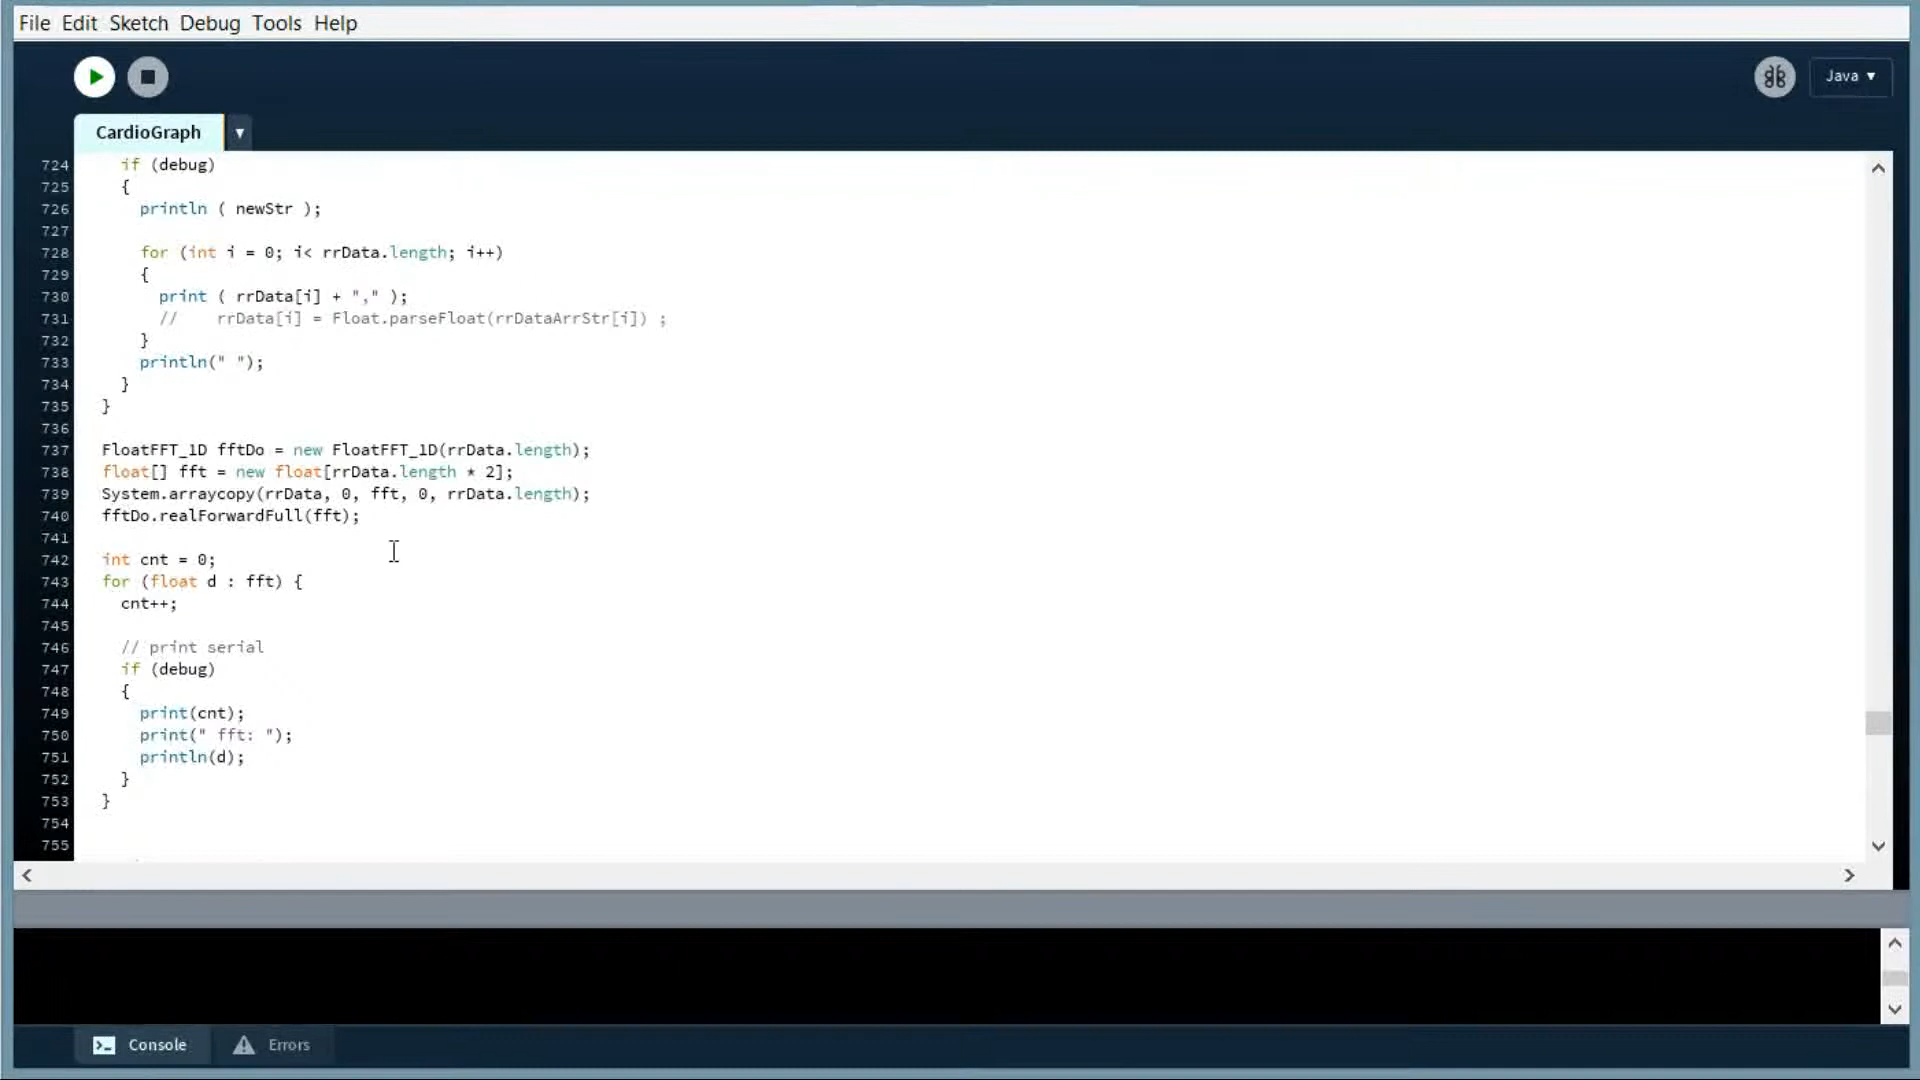 File Edit Sketch Debug Tools Help
Java ▼
CardioGraph ▼
724 if (debug)
725 {
726 println ( newStr );
727
728 for (int i = 0; i< rrData.length; i++)
729 {
730 print ( rrData[i] + "," );
731 // rrData[i] = Float.parseFloat(rrDataArrStr[i]) ;
732 }
733 println(" ");
734 }
735 }
736
737 FloatFFT_1D fftDo = new FloatFFT_1D(rrData.length);
738 float[] fft = new float[rrData.length * 2];
739 System.arraycopy(rrData, 0, fft, 0, rrData.length);
740 fftDo.realForwardFull(fft);
741
742 int cnt = 0;
743 for (float d : fft) {
744 cnt++;
745
746 // print serial
747 if (debug)
748 {
749 print(cnt);
750 print(" fft: ");
751 println(d);
752 }
753 }
754
755
Console Errors